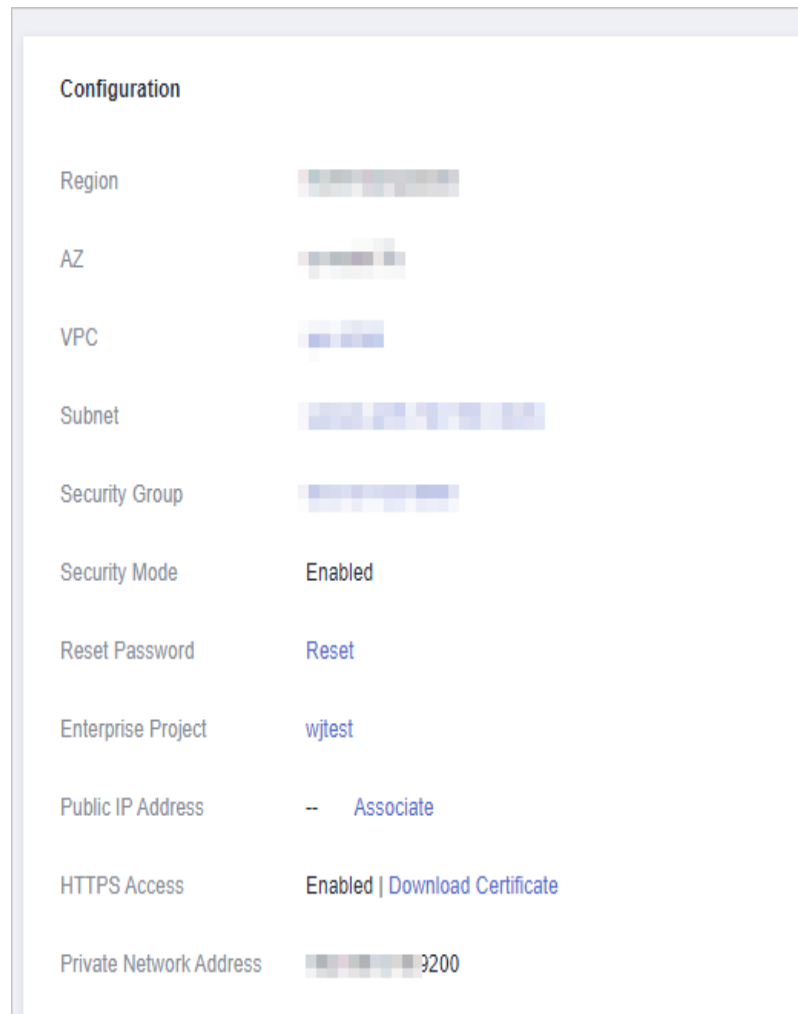 Configuration
Region
AZ
VPC
Subnet
Security Group
Security Mode Enabled
Reset Password Reset
Enterprise Project wjtest
Public IP Address -- Associate
HTTPS Access Enabled | Download Certificate
Private Network Address 9200